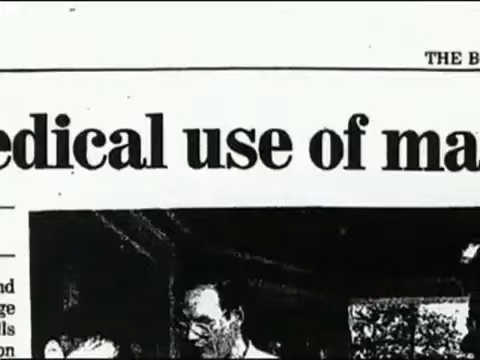 THE B
edical use of ma
nd
ge
lls
on